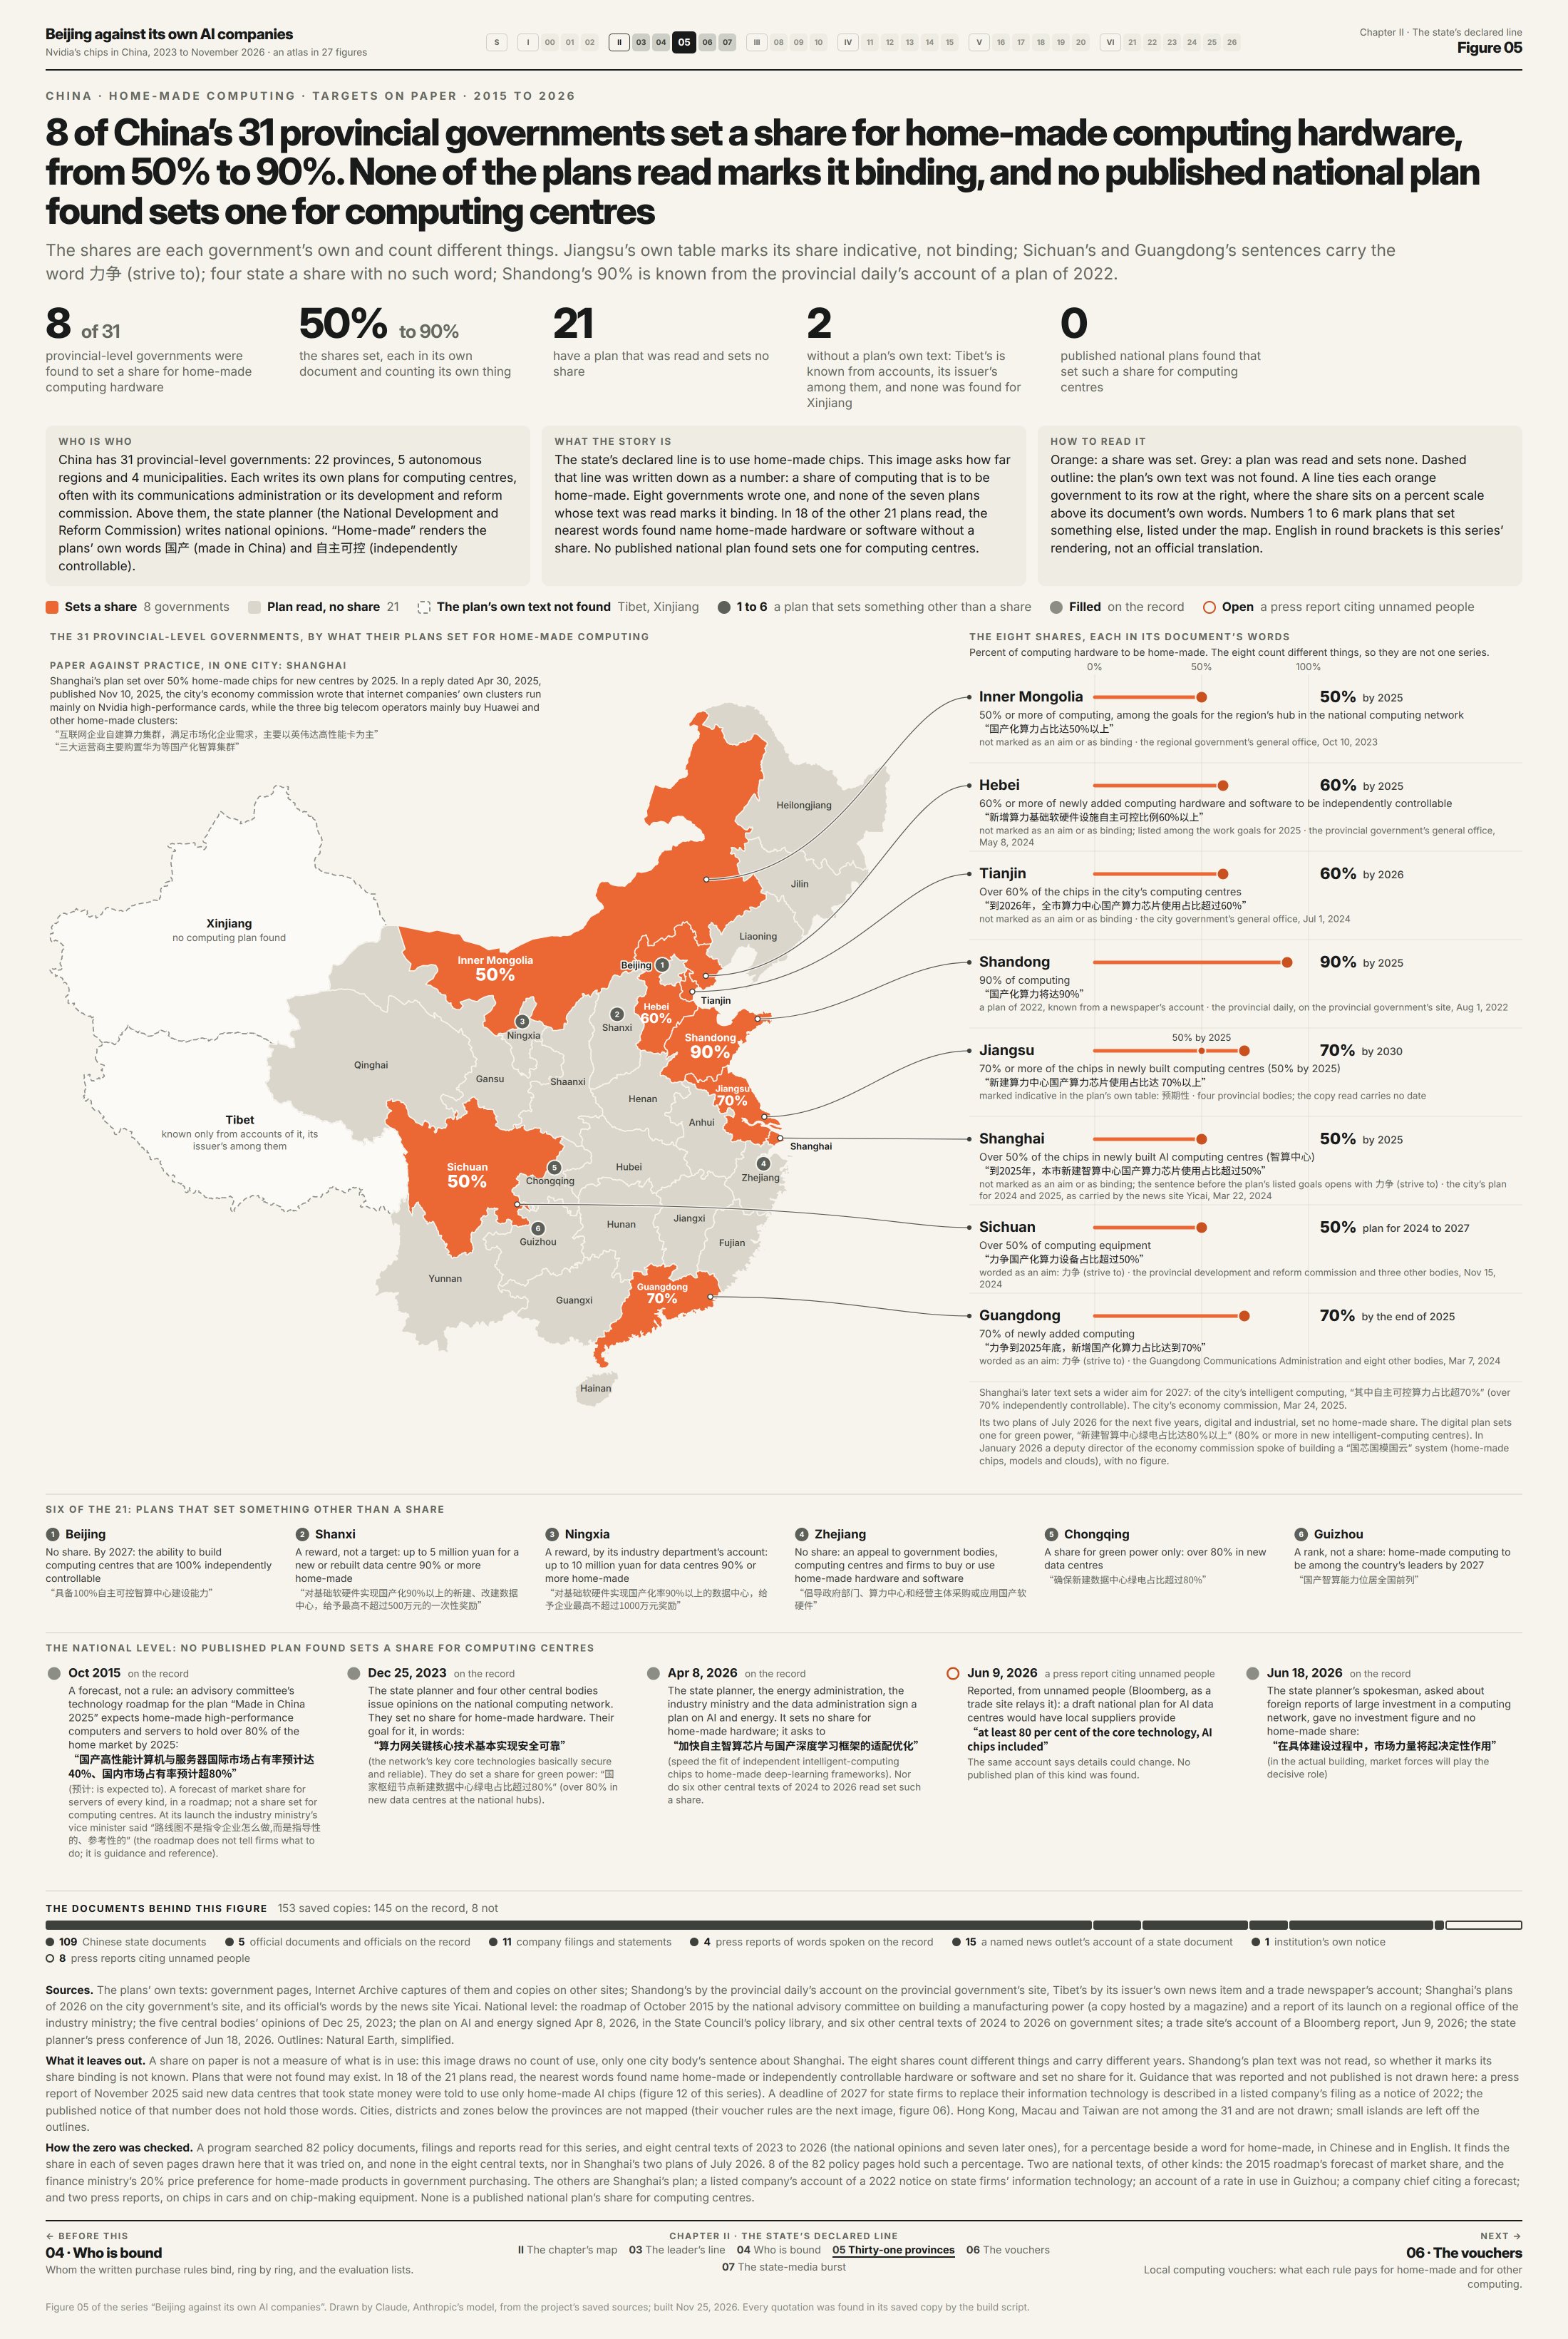 Beijing against its own AI companies
Nvidia's chips in China, 2023 to November 2026 · an atlas in 27 figures
S I 00 01 02 II 03 04 05 06 07 III 08 09 10 IV 11 12 13 14 15 V 16 17 18 19 20 VI 21 22 23 24 25 26
Chapter II · The state's declared line
Figure 05
CHINA · HOME-MADE COMPUTING · TARGETS ON PAPER · 2015 TO 2026
8 of China's 31 provincial governments set a share for home-made computing hardware,
from 50% to 90%. None of the plans read marks it binding, and no published national plan
found sets one for computing centres
The shares are each government's own and count different things. Jiangsu's own table marks its share indicative, not binding; Sichuan's and Guangdong's sentences carry the
word 力争 (strive to); four state a share with no such word; Shandong's 90% is known from the provincial daily's account of a plan of 2022.
8 of 31
provincial-level governments were
found to set a share for home-made
computing hardware
50% to 90%
the shares set, each in its own
document and counting its own thing
21
have a plan that was read and sets no
share
2
without a plan's own text: Tibet's is
known from accounts, its issuer's
among them, and none was found for
Xinjiang
0
published national plans found that
set such a share for computing
centres
WHO IS WHO
China has 31 provincial-level governments: 22 provinces, 5 autonomous
regions and 4 municipalities. Each writes its own plans for computing centres,
often with its communications administration or its development and reform
commission. Above them, the state planner (the National Development and
Reform Commission) writes national opinions. “Home-made” renders the
plans' own words 国产 (made in China) and 自主可控 (independently
controllable).
WHAT THE STORY IS
The state's declared line is to use home-made chips. This image asks how far
that line was written down as a number: a share of computing that is to be
home-made. Eight governments wrote one, and none of the seven plans
whose text was read marks it binding. In 18 of the other 21 plans read, the
nearest words found name home-made hardware or software without a
share. No published national plan found sets one for computing centres.
HOW TO READ IT
Orange: a share was set. Grey: a plan was read and sets none. Dashed
outline: the plan's own text was not found. A line ties each orange
government to its row at the right, where the share sits on a percent scale
above its document's own words. Numbers 1 to 6 mark plans that set
something else, listed under the map. English in round brackets is this series'
rendering, not an official translation.
Sets a share 8 governments Plan read, no share 21 The plan's own text not found Tibet, Xinjiang 1 to 6 a plan that sets something other than a share Filled on the record Open a press report citing unnamed people
THE 31 PROVINCIAL-LEVEL GOVERNMENTS, BY WHAT THEIR PLANS SET FOR HOME-MADE COMPUTING
PAPER AGAINST PRACTICE, IN ONE CITY: SHANGHAI
Shanghai's plan set over 50% home-made chips for new centres by 2025. In a reply dated Apr 30, 2025,
published Nov 10, 2025, the city's economy commission wrote that internet companies' own clusters run
mainly on Nvidia high-performance cards, while the three big telecom operators mainly buy Huawei and
other home-made clusters:
“互联网企业自建算力集群，满足市场化企业需求，主要以英伟达高性能卡为主”
“三大运营商主要购置华为等国产化智算集群”
Heilongjiang
Jilin
Liaoning
Xinjiang
no computing plan found
Inner Mongolia
50%
Beijing 1
Tianjin
Hebei
60%
2
Shanxi
3
Ningxia
Shandong
90%
Qinghai
Gansu
Shaanxi
Henan
Jiangsu
70%
Anhui
Shanghai
Tibet
known only from accounts of it, its
issuer's among them
Sichuan
50%
5
Chongqing
Hubei
4
Zhejiang
6
Guizhou
Hunan
Jiangxi
Fujian
Yunnan
Guangxi
Guangdong
70%
Hainan
THE EIGHT SHARES, EACH IN ITS DOCUMENT'S WORDS
Percent of computing hardware to be home-made. The eight count different things, so they are not one series.
0% 50% 100%
Inner Mongolia 50% by 2025
50% or more of computing, among the goals for the region's hub in the national computing network
“国产化算力占比达50%以上”
not marked as an aim or as binding · the regional government's general office, Oct 10, 2023
Hebei 60% by 2025
60% or more of newly added computing hardware and software to be independently controllable
“新增算力基础软硬件设施自主可控比例60%以上”
not marked as an aim or as binding; listed among the work goals for 2025 · the provincial government's general office,
May 8, 2024
Tianjin 60% by 2026
Over 60% of the chips in the city's computing centres
“到2026年，全市算力中心国产算力芯片使用占比超过60%”
not marked as an aim or as binding · the city government's general office, Jul 1, 2024
Shandong 90% by 2025
90% of computing
“国产化算力将达90%”
a plan of 2022, known from a newspaper's account · the provincial daily, on the provincial government's site, Aug 1, 2022
50% by 2025
Jiangsu 70% by 2030
70% or more of the chips in newly built computing centres (50% by 2025)
“新建算力中心国产算力芯片使用占比达 70%以上”
marked indicative in the plan's own table: 预期性 · four provincial bodies; the copy read carries no date
Shanghai 50% by 2025
Over 50% of the chips in newly built AI computing centres (智算中心)
“到2025年，本市新建智算中心国产算力芯片使用占比超过50%”
not marked as an aim or as binding; the sentence before the plan's listed goals opens with 力争 (strive to) · the city's plan
for 2024 and 2025, as carried by the news site Yicai, Mar 22, 2024
Sichuan 50% plan for 2024 to 2027
Over 50% of computing equipment
“力争国产化算力设备占比超过50%”
worded as an aim: 力争 (strive to) · the provincial development and reform commission and three other bodies, Nov 15,
2024
Guangdong 70% by the end of 2025
70% of newly added computing
“力争到2025年底，新增国产化算力占比达到70%”
worded as an aim: 力争 (strive to) · the Guangdong Communications Administration and eight other bodies, Mar 7, 2024
Shanghai's later text sets a wider aim for 2027: of the city's intelligent computing, “其中自主可控算力占比超70%” (over
70% independently controllable). The city's economy commission, Mar 24, 2025.
Its two plans of July 2026 for the next five years, digital and industrial, set no home-made share. The digital plan sets
one for green power, “新建智算中心绿电占比达80%以上” (80% or more in new intelligent-computing centres). In
January 2026 a deputy director of the economy commission spoke of building a “国芯国模国云” system (home-made
chips, models and clouds), with no figure.
SIX OF THE 21: PLANS THAT SET SOMETHING OTHER THAN A SHARE
1 Beijing
No share. By 2027: the ability to build
computing centres that are 100% independently
controllable
“具备100%自主可控智算中心建设能力”
2 Shanxi
A reward, not a target: up to 5 million yuan for a
new or rebuilt data centre 90% or more
home-made
“对基础软硬件实现国产化90%以上的新建、改建数据
中心，给予最高不超过500万元的一次性奖励”
3 Ningxia
A reward, by its industry department's account:
up to 10 million yuan for data centres 90% or
more home-made
“对基础软硬件实现国产化率90%以上的数据中心，给
予企业最高不超过1000万元奖励”
4 Zhejiang
No share: an appeal to government bodies,
computing centres and firms to buy or use
home-made hardware and software
“倡导政府部门、算力中心和经营主体采购或应用国产软
硬件”
5 Chongqing
A share for green power only: over 80% in new
data centres
“确保新建数据中心绿电占比超过80%”
6 Guizhou
A rank, not a share: home-made computing to
be among the country's leaders by 2027
“国产智算能力位居全国前列”
THE NATIONAL LEVEL: NO PUBLISHED PLAN FOUND SETS A SHARE FOR COMPUTING CENTRES
Oct 2015 on the record
A forecast, not a rule: an advisory committee's
technology roadmap for the plan “Made in China
2025” expects home-made high-performance
computers and servers to hold over 80% of the
home market by 2025:
“国产高性能计算机与服务器国际市场占有率预计达
40%、国内市场占有率预计超80%”
(预计: is expected to). A forecast of market share for
servers of every kind, in a roadmap; not a share set for
computing centres. At its launch the industry ministry's
vice minister said “路线图不是指令企业怎么做,而是指导性
的、参考性的” (the roadmap does not tell firms what to
do; it is guidance and reference).
Dec 25, 2023 on the record
The state planner and four other central bodies
issue opinions on the national computing network.
They set no share for home-made hardware. Their
goal for it, in words:
“算力网关键核心技术基本实现安全可靠”
(the network's key core technologies basically secure
and reliable). They do set a share for green power: “国
家枢纽节点新建数据中心绿电占比超过80%” (over 80% in
new data centres at the national hubs).
Apr 8, 2026 on the record
The state planner, the energy administration, the
industry ministry and the data administration sign a
plan on AI and energy. It sets no share for
home-made hardware; it asks to
“加快自主智算芯片与国产深度学习框架的适配优化”
(speed the fit of independent intelligent-computing
chips to home-made deep-learning frameworks). Nor
do six other central texts of 2024 to 2026 read set such
a share.
Jun 9, 2026 a press report citing unnamed people
Reported, from unnamed people (Bloomberg, as a
trade site relays it): a draft national plan for AI data
centres would have local suppliers provide
“at least 80 per cent of the core technology, AI
chips included”
The same account says details could change. No
published plan of this kind was found.
Jun 18, 2026 on the record
The state planner's spokesman, asked about
foreign reports of large investment in a computing
network, gave no investment figure and no
home-made share:
“在具体建设过程中，市场力量将起决定性作用”
(in the actual building, market forces will play the
decisive role)
THE DOCUMENTS BEHIND THIS FIGURE 153 saved copies: 145 on the record, 8 not
109 Chinese state documents 5 official documents and officials on the record 11 company filings and statements 4 press reports of words spoken on the record 15 a named news outlet's account of a state document 1 institution's own notice
8 press reports citing unnamed people
Sources. The plans' own texts: government pages, Internet Archive captures of them and copies on other sites; Shandong's by the provincial daily's account on the provincial government's site, Tibet's by its issuer's own news item and a trade newspaper's account; Shanghai's plans
of 2026 on the city government's site, and its official's words by the news site Yicai. National level: the roadmap of October 2015 by the national advisory committee on building a manufacturing power (a copy hosted by a magazine) and a report of its launch on a regional office of the
industry ministry; the five central bodies' opinions of Dec 25, 2023; the plan on AI and energy signed Apr 8, 2026, in the State Council's policy library, and six other central texts of 2024 to 2026 on government sites; a trade site's account of a Bloomberg report, Jun 9, 2026; the state
planner's press conference of Jun 18, 2026. Outlines: Natural Earth, simplified.
What it leaves out. A share on paper is not a measure of what is in use: this image draws no count of use, only one city body's sentence about Shanghai. The eight shares count different things and carry different years. Shandong's plan text was not read, so whether it marks its
share binding is not known. Plans that were not found may exist. In 18 of the 21 plans read, the nearest words found name home-made or independently controllable hardware or software and set no share for it. Guidance that was reported and not published is not drawn here: a press
report of November 2025 said new data centres that took state money were told to use only home-made AI chips (figure 12 of this series). A deadline of 2027 for state firms to replace their information technology is described in a listed company's filing as a notice of 2022; the
published notice of that number does not hold those words. Cities, districts and zones below the provinces are not mapped (their voucher rules are the next image, figure 06). Hong Kong, Macau and Taiwan are not among the 31 and are not drawn; small islands are left off the
outlines.
How the zero was checked. A program searched 82 policy documents, filings and reports read for this series, and eight central texts of 2023 to 2026 (the national opinions and seven later ones), for a percentage beside a word for home-made, in Chinese and in English. It finds the
share in each of seven pages drawn here that it was tried on, and none in the eight central texts, nor in Shanghai's two plans of July 2026. 8 of the 82 policy pages hold such a percentage. Two are national texts, of other kinds: the 2015 roadmap's forecast of market share, and the
finance ministry's 20% price preference for home-made products in government purchasing. The others are Shanghai's plan; a listed company's account of a 2022 notice on state firms' information technology; an account of a rate in use in Guizhou; a company chief citing a forecast;
and two press reports, on chips in cars and on chip-making equipment. None is a published national plan's share for computing centres.
← BEFORE THIS
04 · Who is bound
Whom the written purchase rules bind, ring by ring, and the evaluation lists.
CHAPTER II · THE STATE'S DECLARED LINE
II The chapter's map 03 The leader's line 04 Who is bound 05 Thirty-one provinces 06 The vouchers
07 The state-media burst
NEXT →
06 · The vouchers
Local computing vouchers: what each rule pays for home-made and for other
computing.
Figure 05 of the series “Beijing against its own AI companies”. Drawn by Claude, Anthropic's model, from the project's saved sources; built Nov 25, 2026. Every quotation was found in its saved copy by the build script.